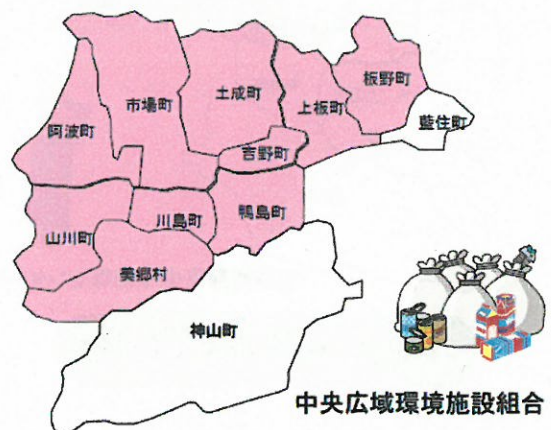 板野町
土成町
市場町
上板町
藍住町
阿波町
吉野町
鴨島町
川島町
山川町
美郷村
神山町
中央広域環境施設組合